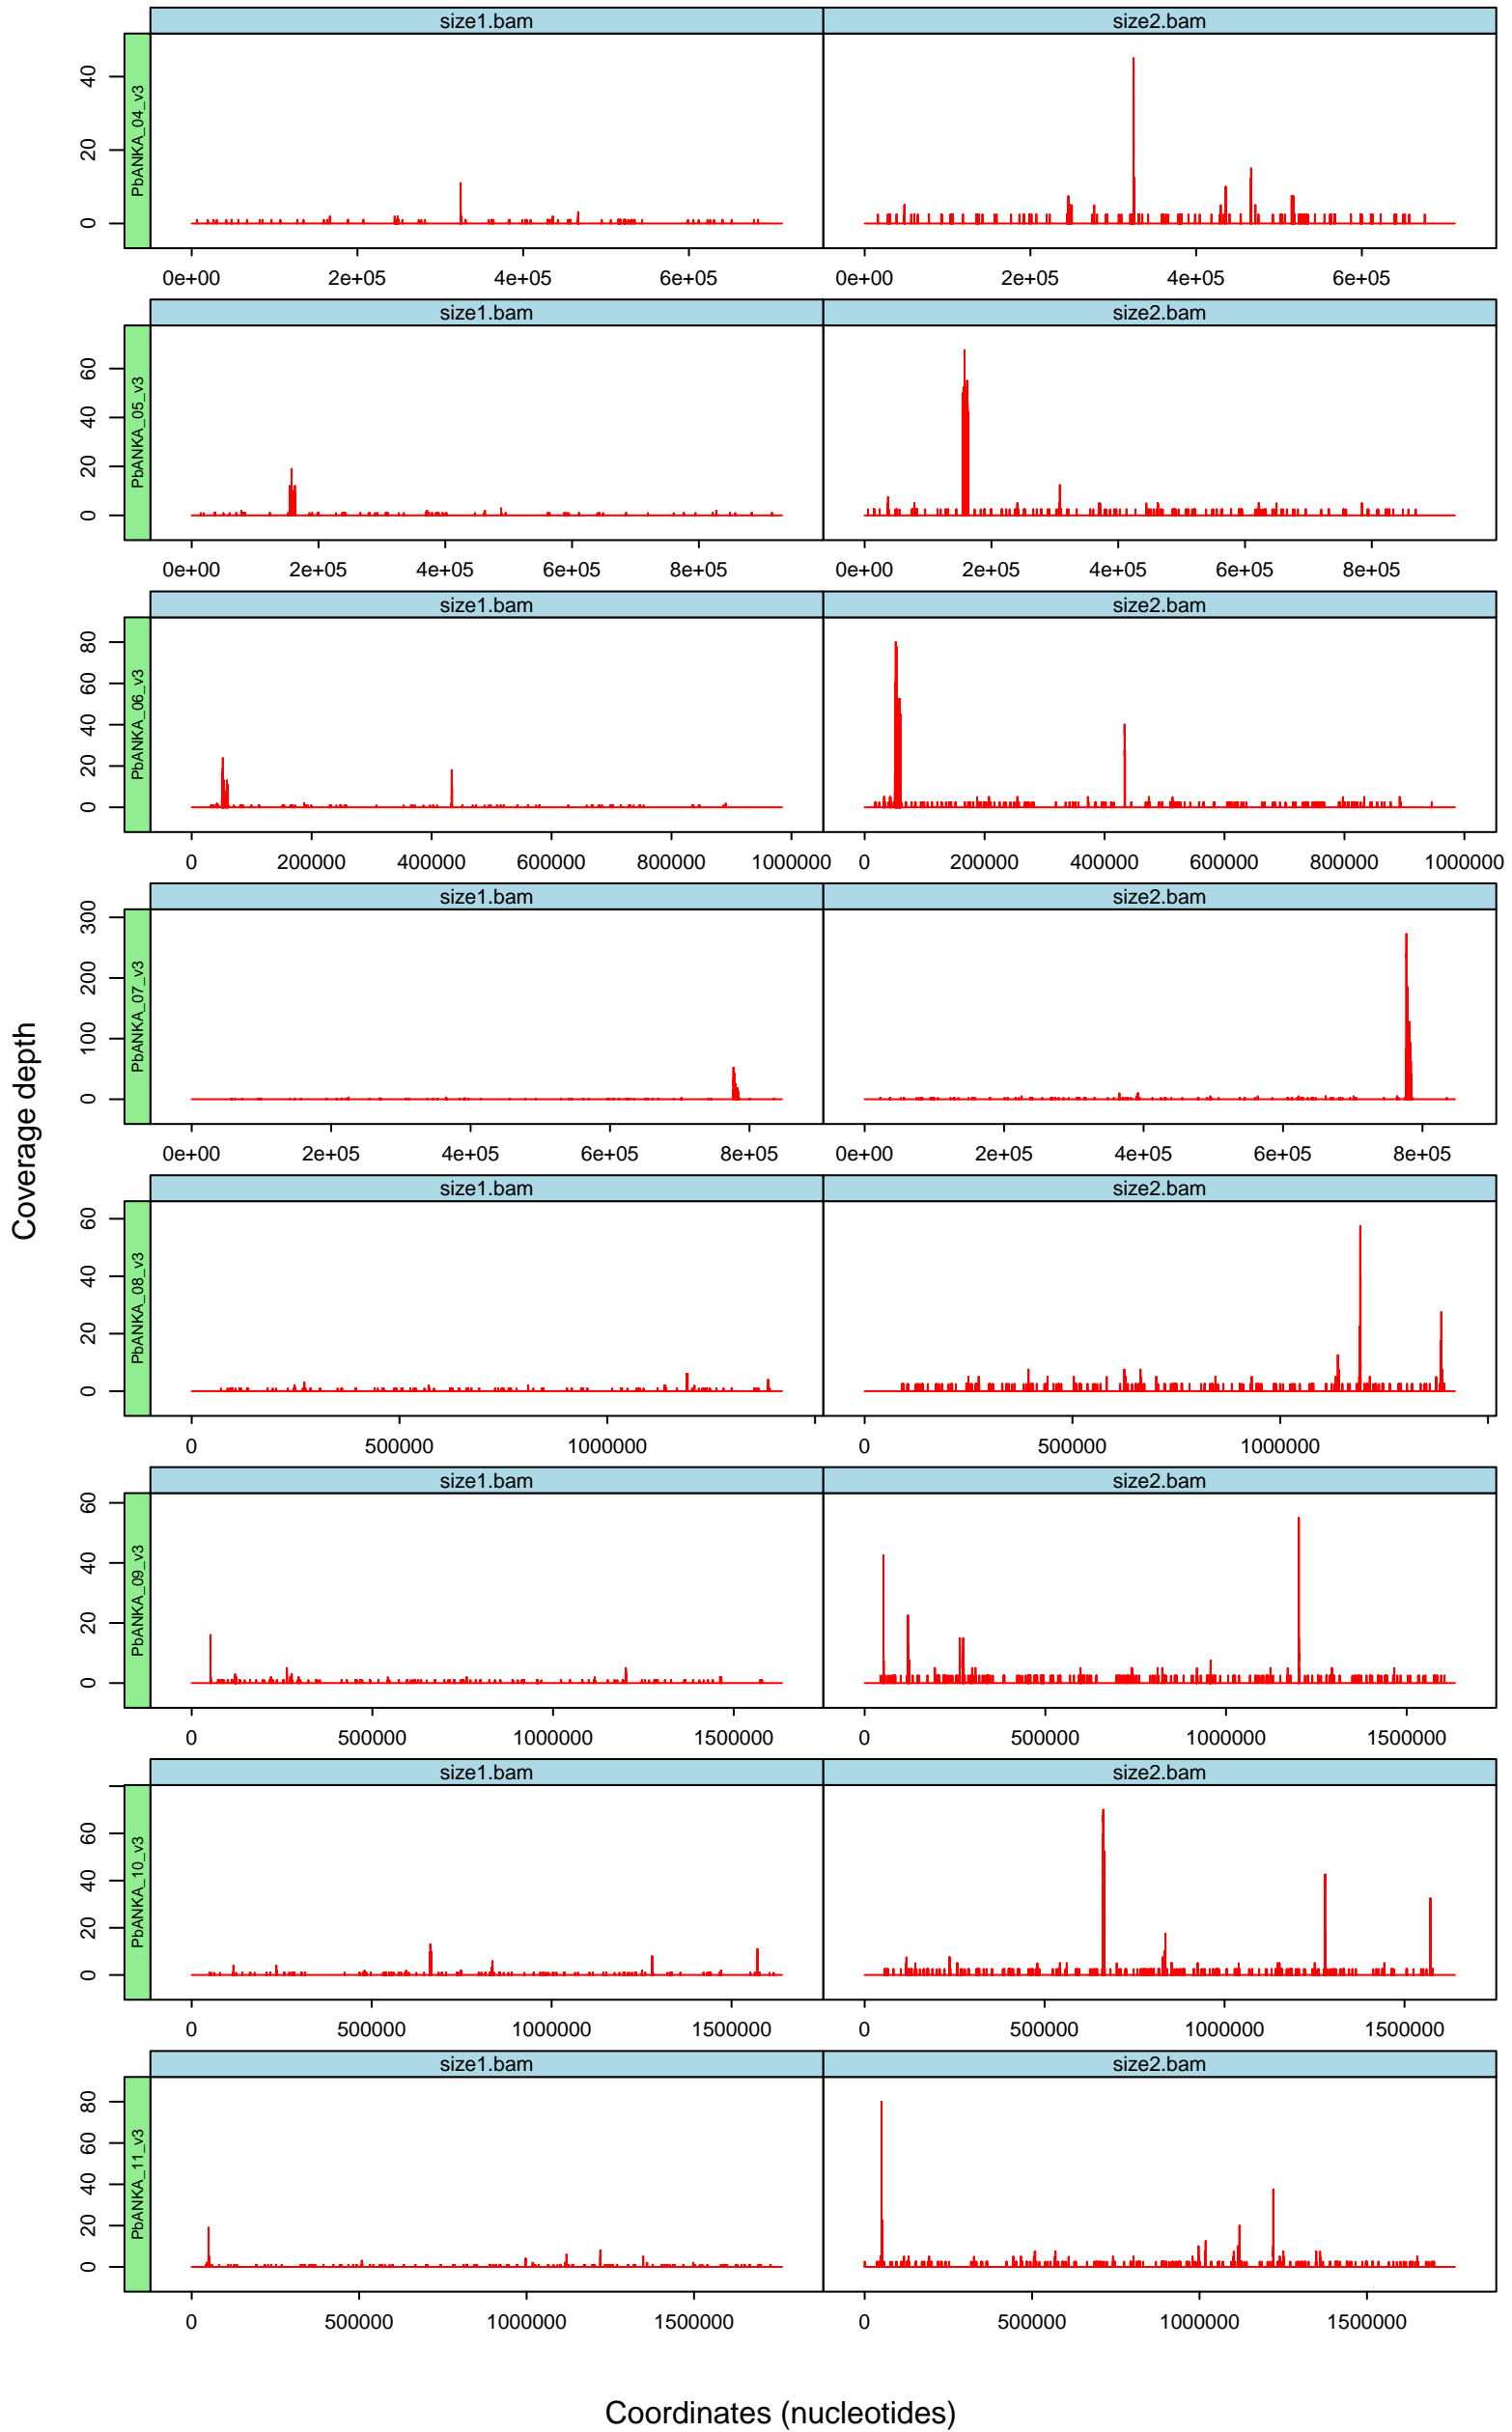 size1.bam size2.bam
PbANKA_04_v3
0 20 40
0e+00 2e+05 4e+05 6e+05 0e+00 2e+05 4e+05 6e+05
size1.bam size2.bam
PbANKA_05_v3
0 20 40 60
0e+00 2e+05 4e+05 6e+05 8e+05 0e+00 2e+05 4e+05 6e+05 8e+05
size1.bam size2.bam
PbANKA_06_v3
0 20 40 60 80
0 200000 400000 600000 800000 1000000 0 200000 400000 600000 800000 1000000
size1.bam size2.bam
PbANKA_07_v3
0 100 200 300
0e+00 2e+05 4e+05 6e+05 8e+05 0e+00 2e+05 4e+05 6e+05 8e+05
Coverage depth
size1.bam size2.bam
PbANKA_08_v3
0 20 40 60
0 500000 1000000 0 500000 1000000
size1.bam size2.bam
PbANKA_09_v3
0 20 40 60
0 500000 1000000 1500000 0 500000 1000000 1500000
size1.bam size2.bam
PbANKA_10_v3
0 20 40 60
0 500000 1000000 1500000 0 500000 1000000 1500000
size1.bam size2.bam
PbANKA_11_v3
0 20 40 60 80
0 500000 1000000 1500000 0 500000 1000000 1500000
Coordinates (nucleotides)